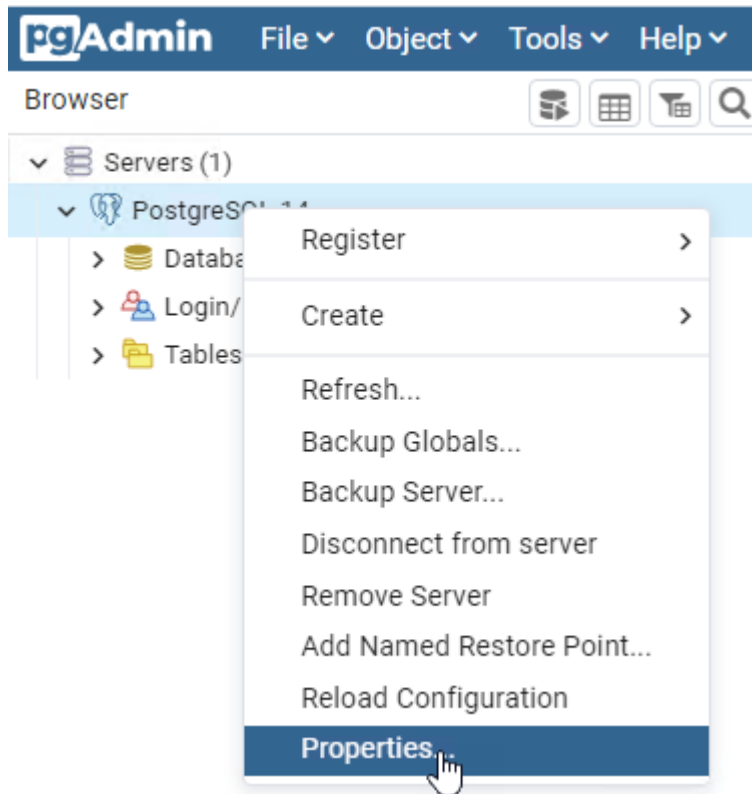 pgAdmin File Object Tools Help
Browser
Servers (1)
Register
Create
Refresh...
Backup Globals...
Backup Server...
Disconnect from server
Remove Server
Add Named Restore Point...
Reload Configuration
Properties...
Login/